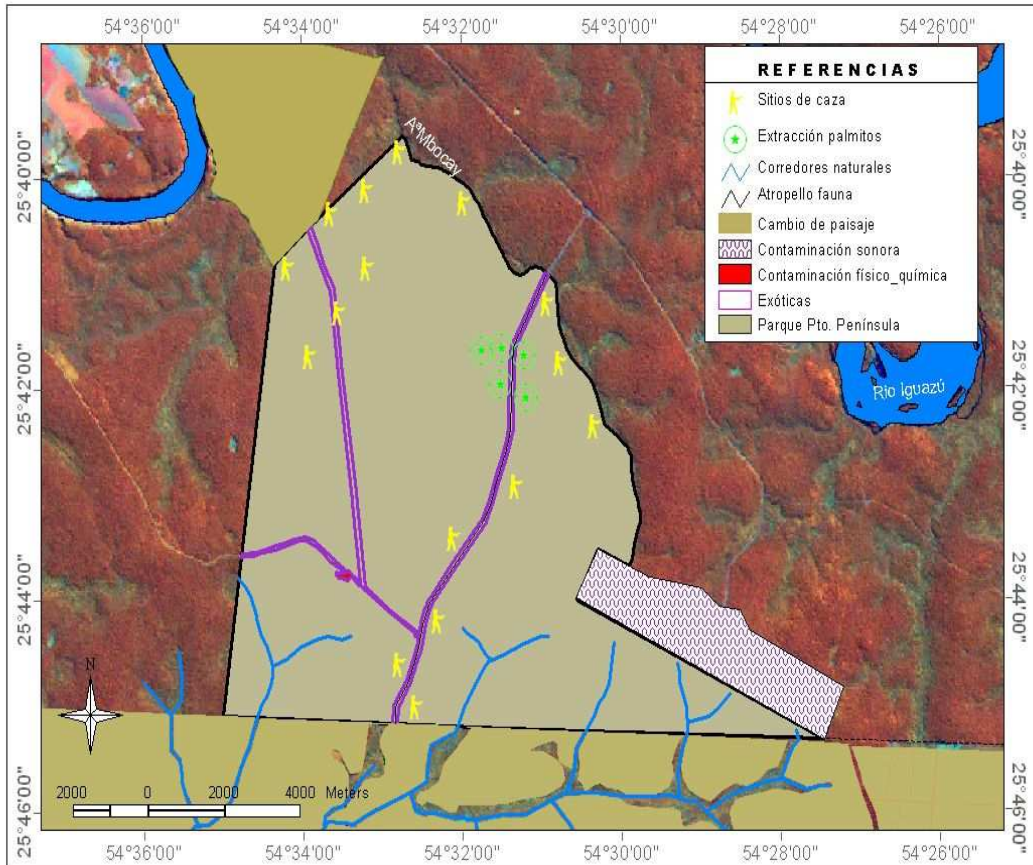 54°36'00" 54°34'00" 54°32'00" 54°30'00" 54°28'00" 54°26'00"
REFERENCIAS
Sitios de caza
Extracción palmitos
Corredores naturales
Atropello fauna
Cambio de paisaje
Contaminación sonora
Contaminación físico_química
Exóticas
Parque Pto. Península
AºMbocay
25°40'00" 25°40'00"
25°42'00" 25°42'00"
Río Iguazú
25°44'00" 25°44'00"
N
2000 0 2000 4000 Meters
25°46'00" 25°46'00"
54°36'00" 54°34'00" 54°32'00" 54°30'00" 54°28'00" 54°26'00"